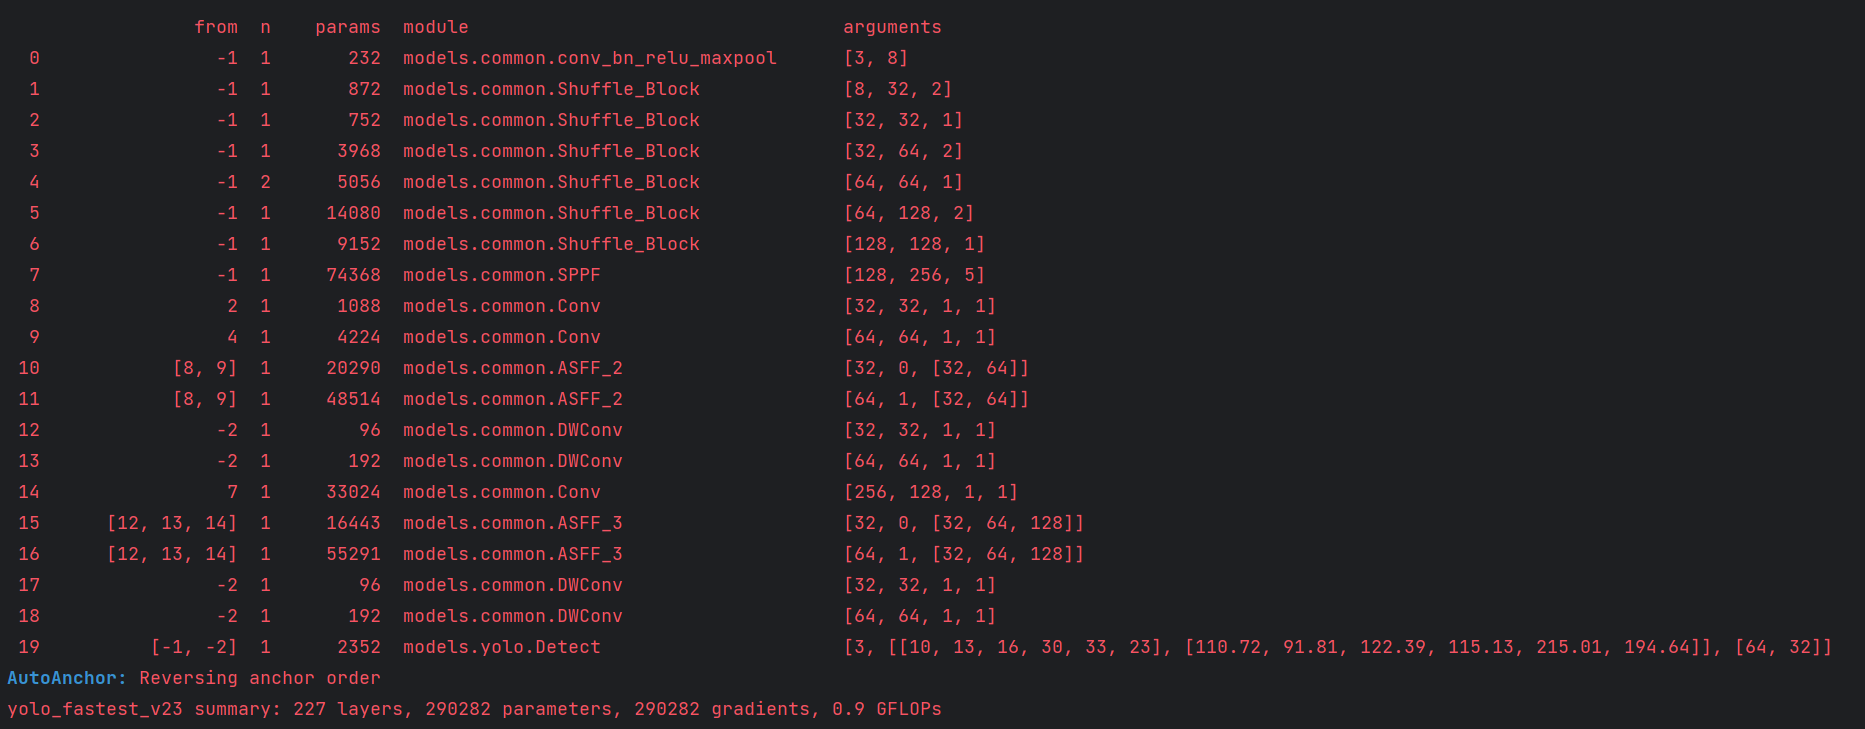 from n params module arguments
0 -1 1 232 models.common.conv_bn_relu_maxpool [3, 8]
1 -1 1 872 models.common.Shuffle_Block [8, 32, 2]
2 -1 1 752 models.common.Shuffle_Block [32, 32, 1]
3 -1 1 3968 models.common.Shuffle_Block [32, 64, 2]
4 -1 2 5056 models.common.Shuffle_Block [64, 64, 1]
5 -1 1 14080 models.common.Shuffle_Block [64, 128, 2]
6 -1 1 9152 models.common.Shuffle_Block [128, 128, 1]
7 -1 1 74368 models.common.SPPF [128, 256, 5]
8 2 1 1088 models.common.Conv [32, 32, 1, 1]
9 4 1 4224 models.common.Conv [64, 64, 1, 1]
10 [8, 9] 1 20290 models.common.ASFF_2 [32, 0, [32, 64]]
11 [8, 9] 1 48514 models.common.ASFF_2 [64, 1, [32, 64]]
12 -2 1 96 models.common.DWConv [32, 32, 1, 1]
13 -2 1 192 models.common.DWConv [64, 64, 1, 1]
14 7 1 33024 models.common.Conv [256, 128, 1, 1]
15 [12, 13, 14] 1 16443 models.common.ASFF_3 [32, 0, [32, 64, 128]]
16 [12, 13, 14] 1 55291 models.common.ASFF_3 [64, 1, [32, 64, 128]]
17 -2 1 96 models.common.DWConv [32, 32, 1, 1]
18 -2 1 192 models.common.DWConv [64, 64, 1, 1]
19 [-1, -2] 1 2352 models.yolo.Detect [3, [[10, 13, 16, 30, 33, 23], [110.72, 91.81, 122.39, 115.13, 215.01, 194.64]], [64, 32]]
AutoAnchor: Reversing anchor order
yolo_fastest_v23 summary: 227 layers, 290282 parameters, 290282 gradients, 0.9 GFLOPs